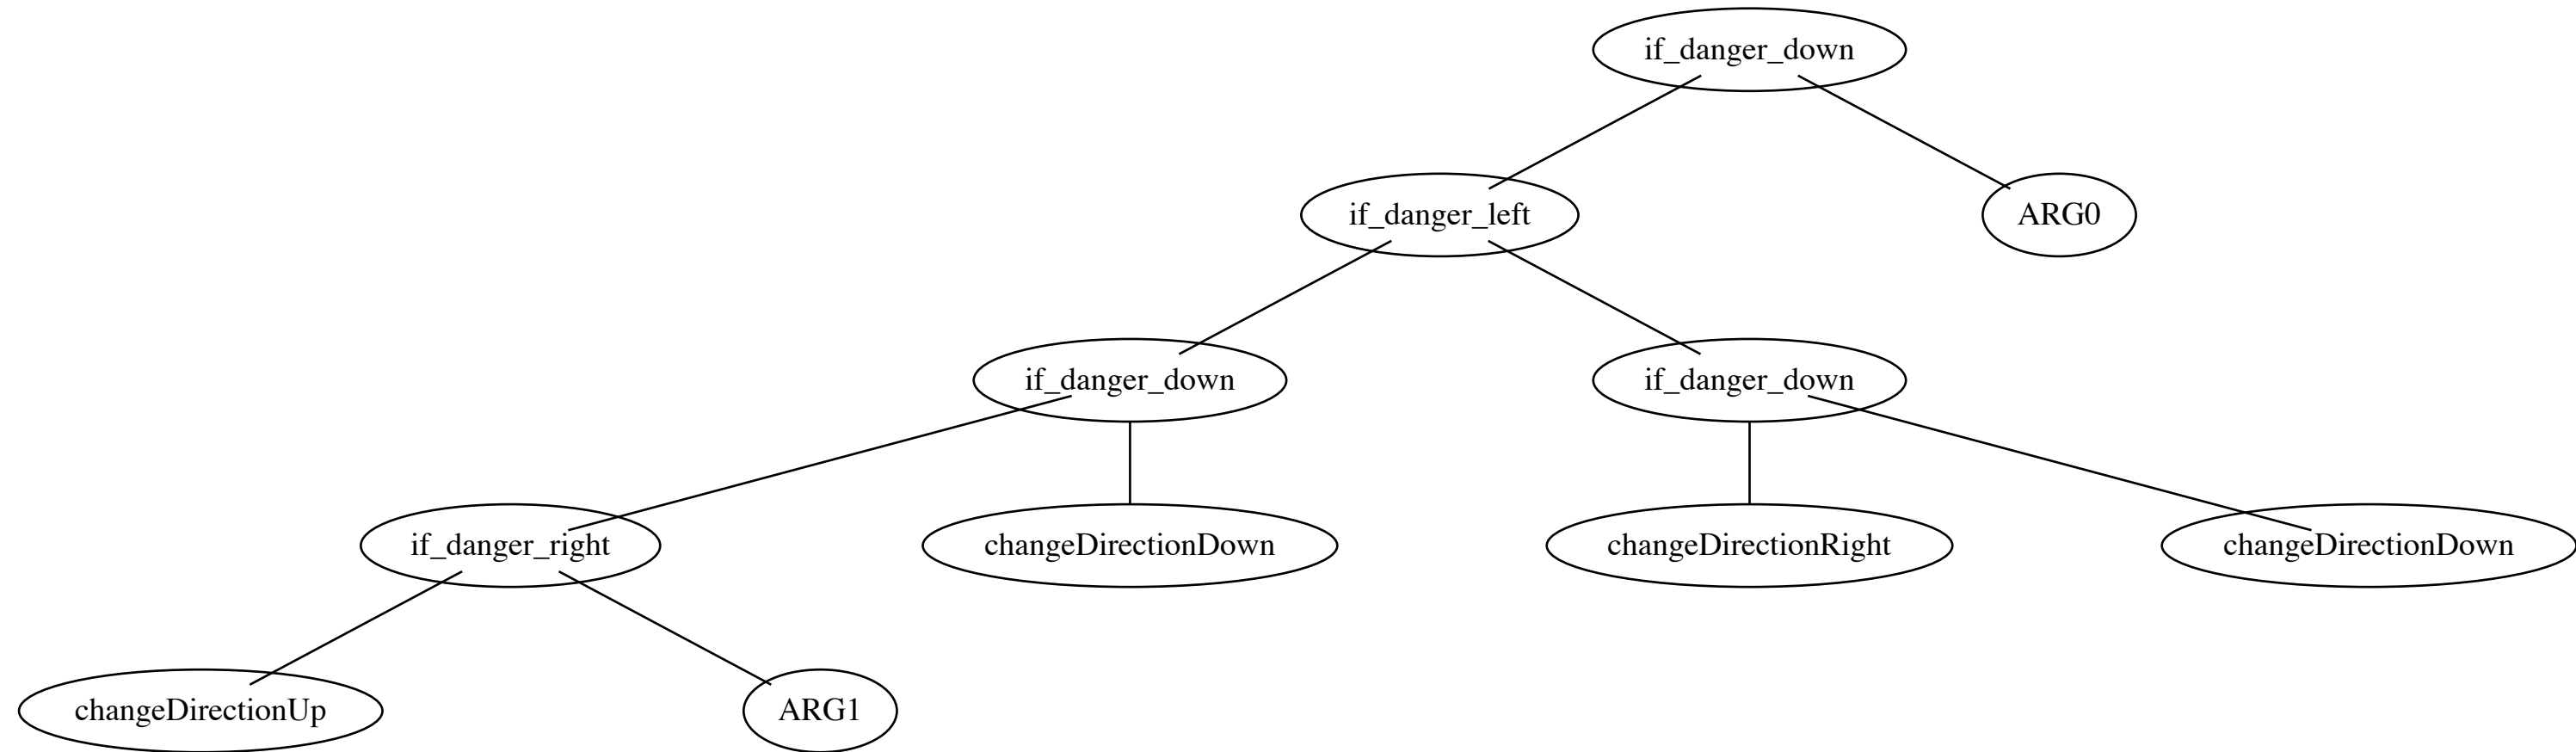 if_danger_down
if_danger_left
ARG0
if_danger_down
if_danger_down
if_danger_right
changeDirectionDown
changeDirectionRight
changeDirectionDown
changeDirectionUp
ARG1